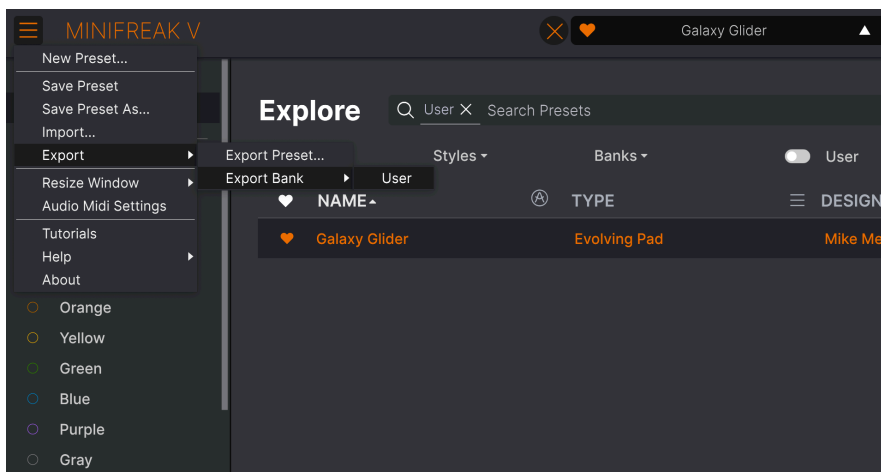 MINIFREAK V
Galaxy Glider
New Preset...
Save Preset
Save Preset As...
Import...
Export
Resize Window
Audio Midi Settings
Tutorials
Help
About
Export Preset...
Export Bank
User
Explore
User
Search Presets
Styles
Banks
User
NAME
TYPE
DESIGN
Galaxy Glider
Evolving Pad
Mike Me
Orange
Yellow
Green
Blue
Purple
Gray